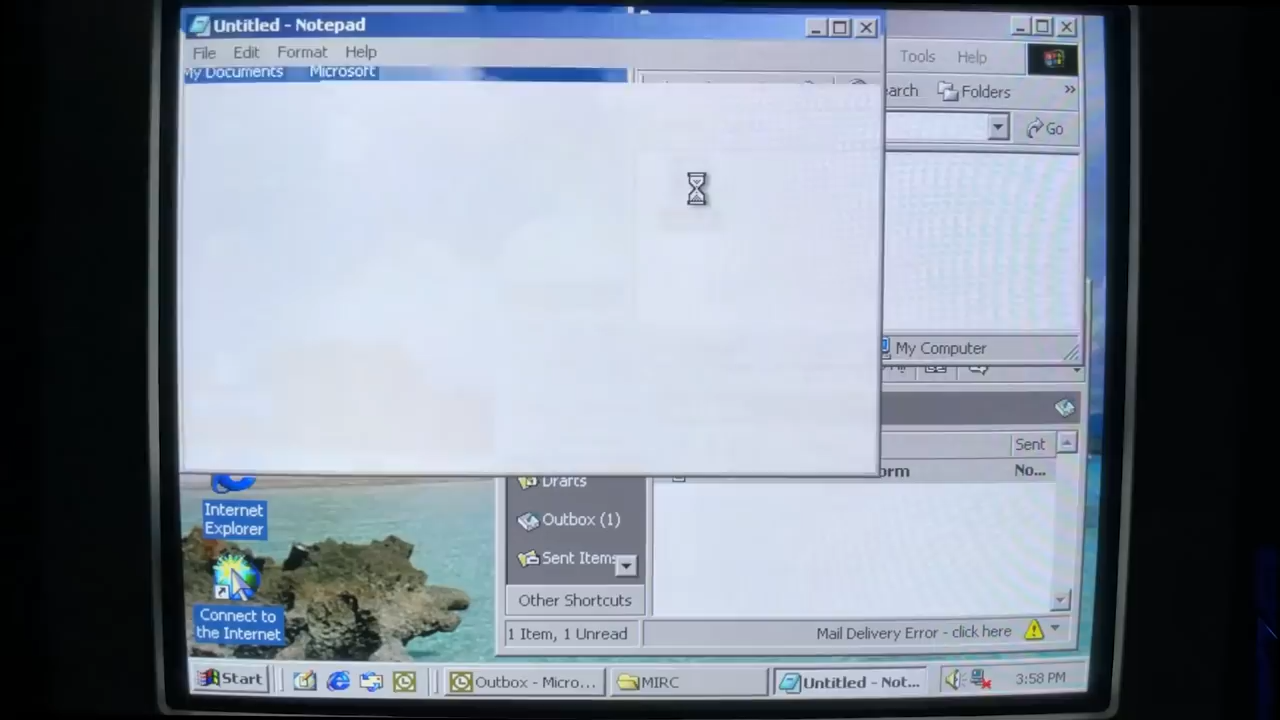 Untitled - Notepad
File Edit Format Help
Tools Help
My Documents Microsoft
Folders
Go
My Computer
Sent
No...
Drafts
Outbox (1)
Sent Items
Other Shortcuts
1 Item, 1 Unread
Mail Delivery Error - click here
Internet
Explorer
Connect to
the Internet
Start
Outbox - Micro...
MIRC
Untitled - Not...
3:58 PM